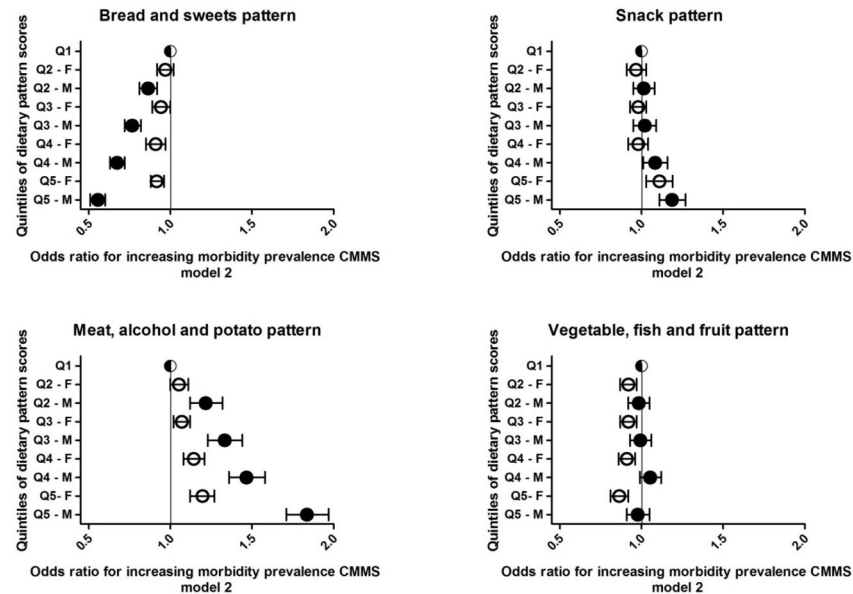 Bread and sweets pattern
Quintiles of dietary pattern scores
Q1
Q2 - F
Q2 - M
Q3 - F
Q3 - M
Q4 - F
Q4 - M
Q5- F
Q5 - M
0.5 1.0 1.5 2.0
Odds ratio for increasing morbidity prevalence CMMS
model 2
Snack pattern
Quintiles of dietary pattern scores
Q1
Q2 - F
Q2 - M
Q3 - F
Q3 - M
Q4 - F
Q4 - M
Q5- F
Q5 - M
0.5 1.0 1.5 2.0
Odds ratio for increasing morbidity prevalence CMMS
model 2
Meat, alcohol and potato pattern
Quintiles of dietary pattern scores
Q1
Q2 - F
Q2 - M
Q3 - F
Q3 - M
Q4 - F
Q4 - M
Q5- F
Q5 - M
0.5 1.0 1.5 2.0
Odds ratio for increasing morbidity prevalence CMMS
model 2
Vegetable, fish and fruit pattern
Quintiles of dietary pattern scores
Q1
Q2 - F
Q2 - M
Q3 - F
Q3 - M
Q4 - F
Q4 - M
Q5- F
Q5 - M
0.5 1.0 1.5 2.0
Odds ratio for increasing morbidity prevalence CMMS
model 2